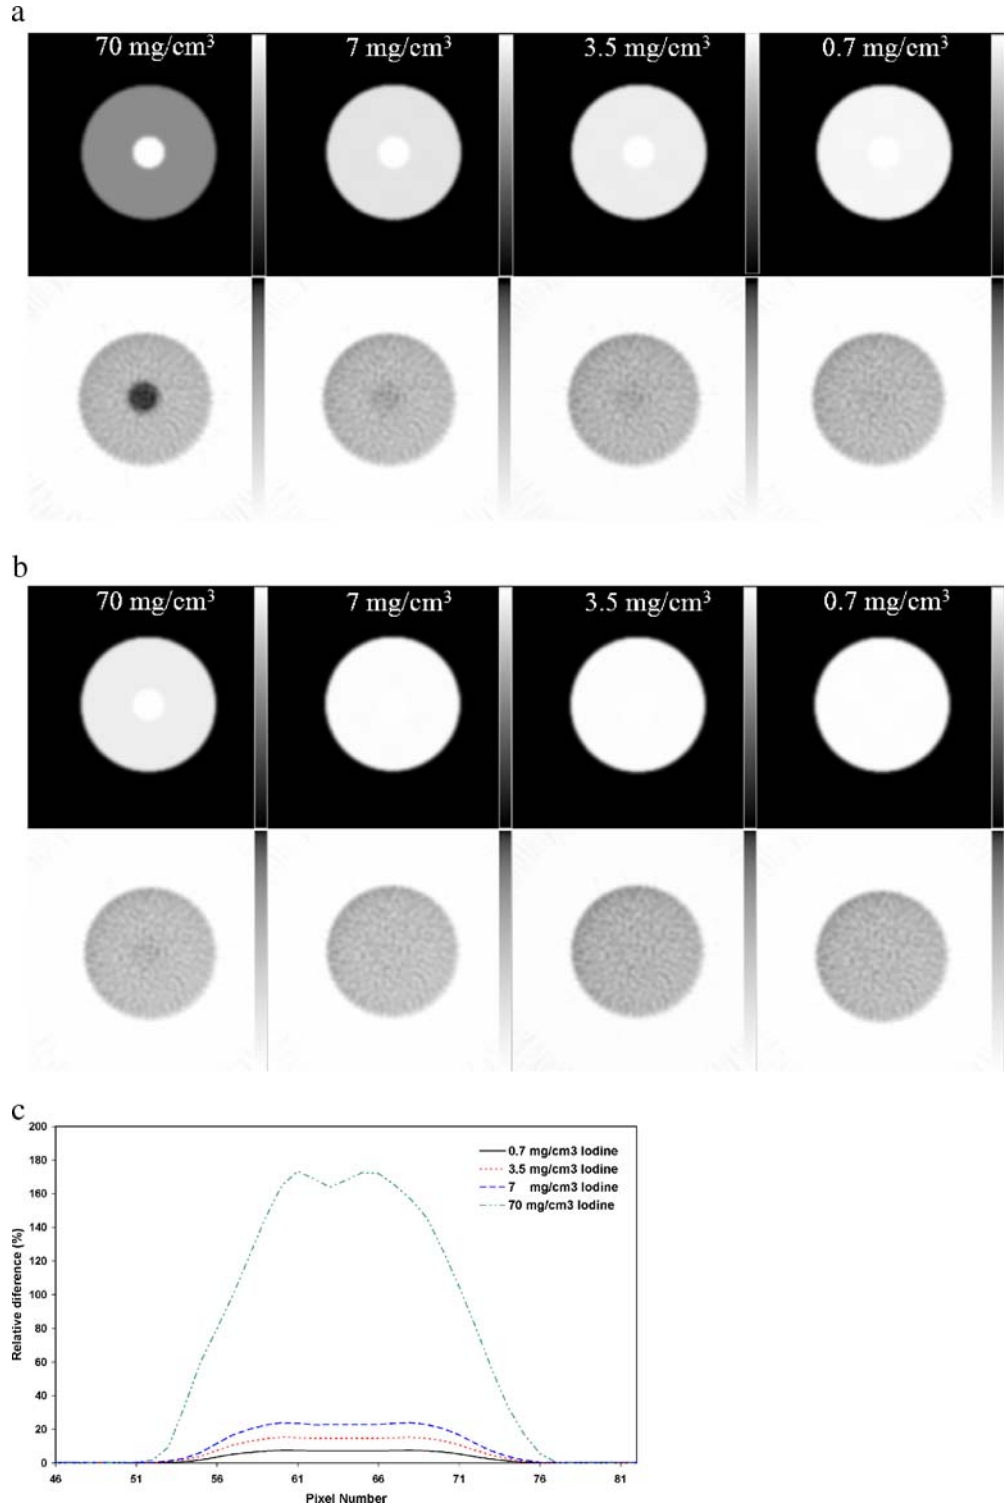 a
70 mg/cm³ 7 mg/cm³ 3.5 mg/cm³ 0.7 mg/cm³
b
70 mg/cm³ 7 mg/cm³ 3.5 mg/cm³ 0.7 mg/cm³
c
Relative diference (%)
200
180
160
140
120
100
80
60
40
20
0
0.7 mg/cm3 Iodine
3.5 mg/cm3 Iodine
7 mg/cm3 Iodine
70 mg/cm3 Iodine
46 51 56 61 66 71 76 81
Pixel Number